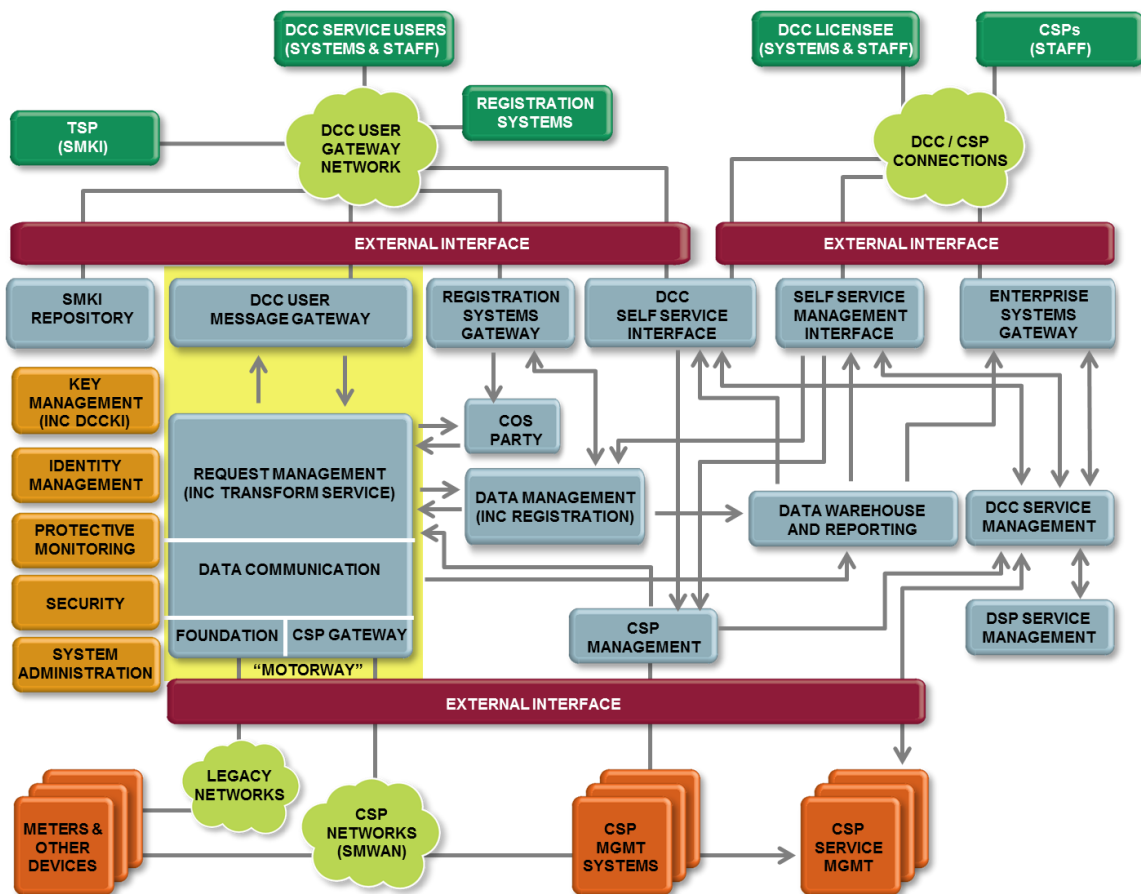 DCC SERVICE USERS
(SYSTEMS & STAFF)
DCC LICENSEE
(SYSTEMS & STAFF)
CSPs
(STAFF)
TSP
(SMKI)
DCC USER
GATEWAY
NETWORK
REGISTRATION
SYSTEMS
DCC / CSP
CONNECTIONS
EXTERNAL INTERFACE
EXTERNAL INTERFACE
SMKI
REPOSITORY
DCC USER
MESSAGE GATEWAY
REGISTRATION
SYSTEMS
GATEWAY
DCC
SELF SERVICE
INTERFACE
SELF SERVICE
MANAGEMENT
INTERFACE
ENTERPRISE
SYSTEMS
GATEWAY
KEY
MANAGEMENT
(INC DCCKI)
IDENTITY
MANAGEMENT
PROTECTIVE
MONITORING
SECURITY
SYSTEM
ADMINISTRATION
REQUEST MANAGEMENT
(INC TRANSFORM SERVICE)
DATA COMMUNICATION
FOUNDATION
CSP GATEWAY
“MOTORWAY”
COS
PARTY
DATA MANAGEMENT
(INC REGISTRATION)
DATA WAREHOUSE
AND REPORTING
DCC SERVICE
MANAGEMENT
CSP
MANAGEMENT
DSP SERVICE
MANAGEMENT
EXTERNAL INTERFACE
LEGACY
NETWORKS
METERS &
OTHER
DEVICES
CSP
NETWORKS
(SMWAN)
CSP
MGMT
SYSTEMS
CSP
SERVICE
MGMT